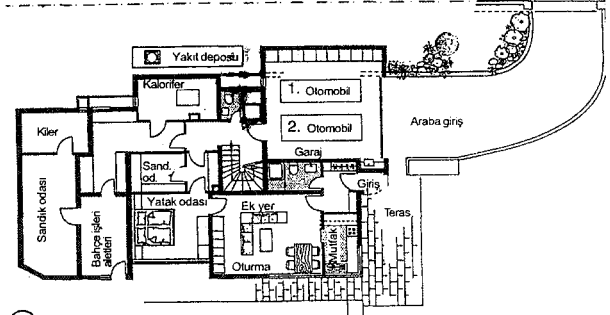 Yakıt deposu
Kalorifer
1. Otomobil
Kiler
2. Otomobil
Araba giriş
Garaj
Sand.
od.
Giriş
Sandık odası
Bahçe işleri
aletleri
Yatak odası
Ek yer
Teras
Oturma
Mutfak